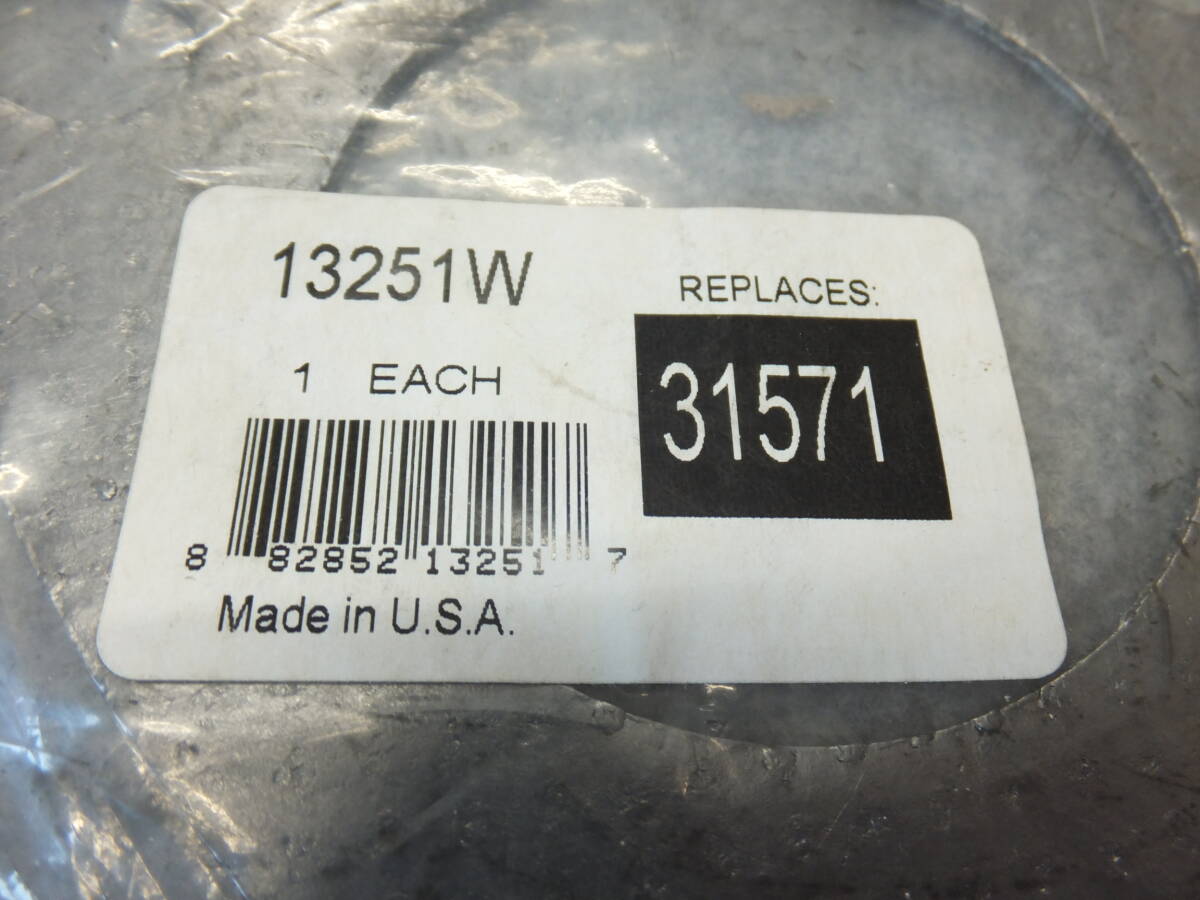 13251W
REPLACES:
1 EACH
31571
8 82852 13251 7
Made in U.S.A.